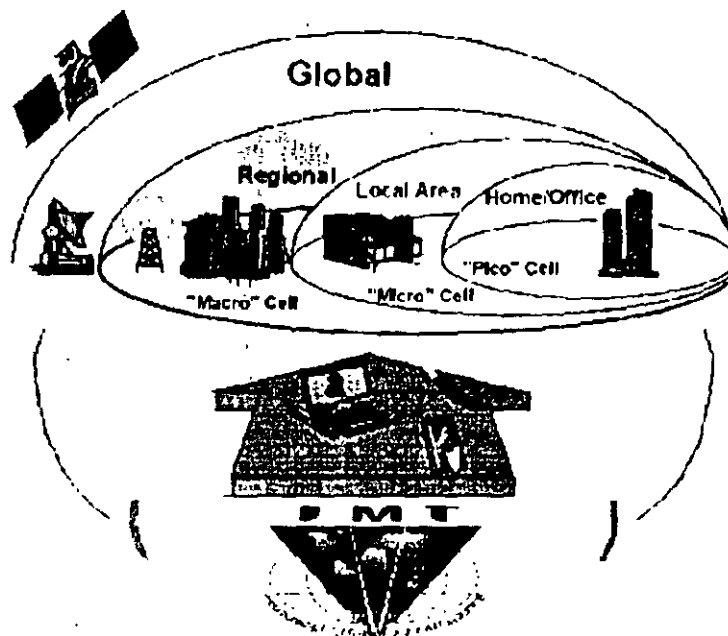 Global
Regional
Local Area
Home/Office
"Pico" Cell
"Macro" Cell
"Micro" Cell
IMT